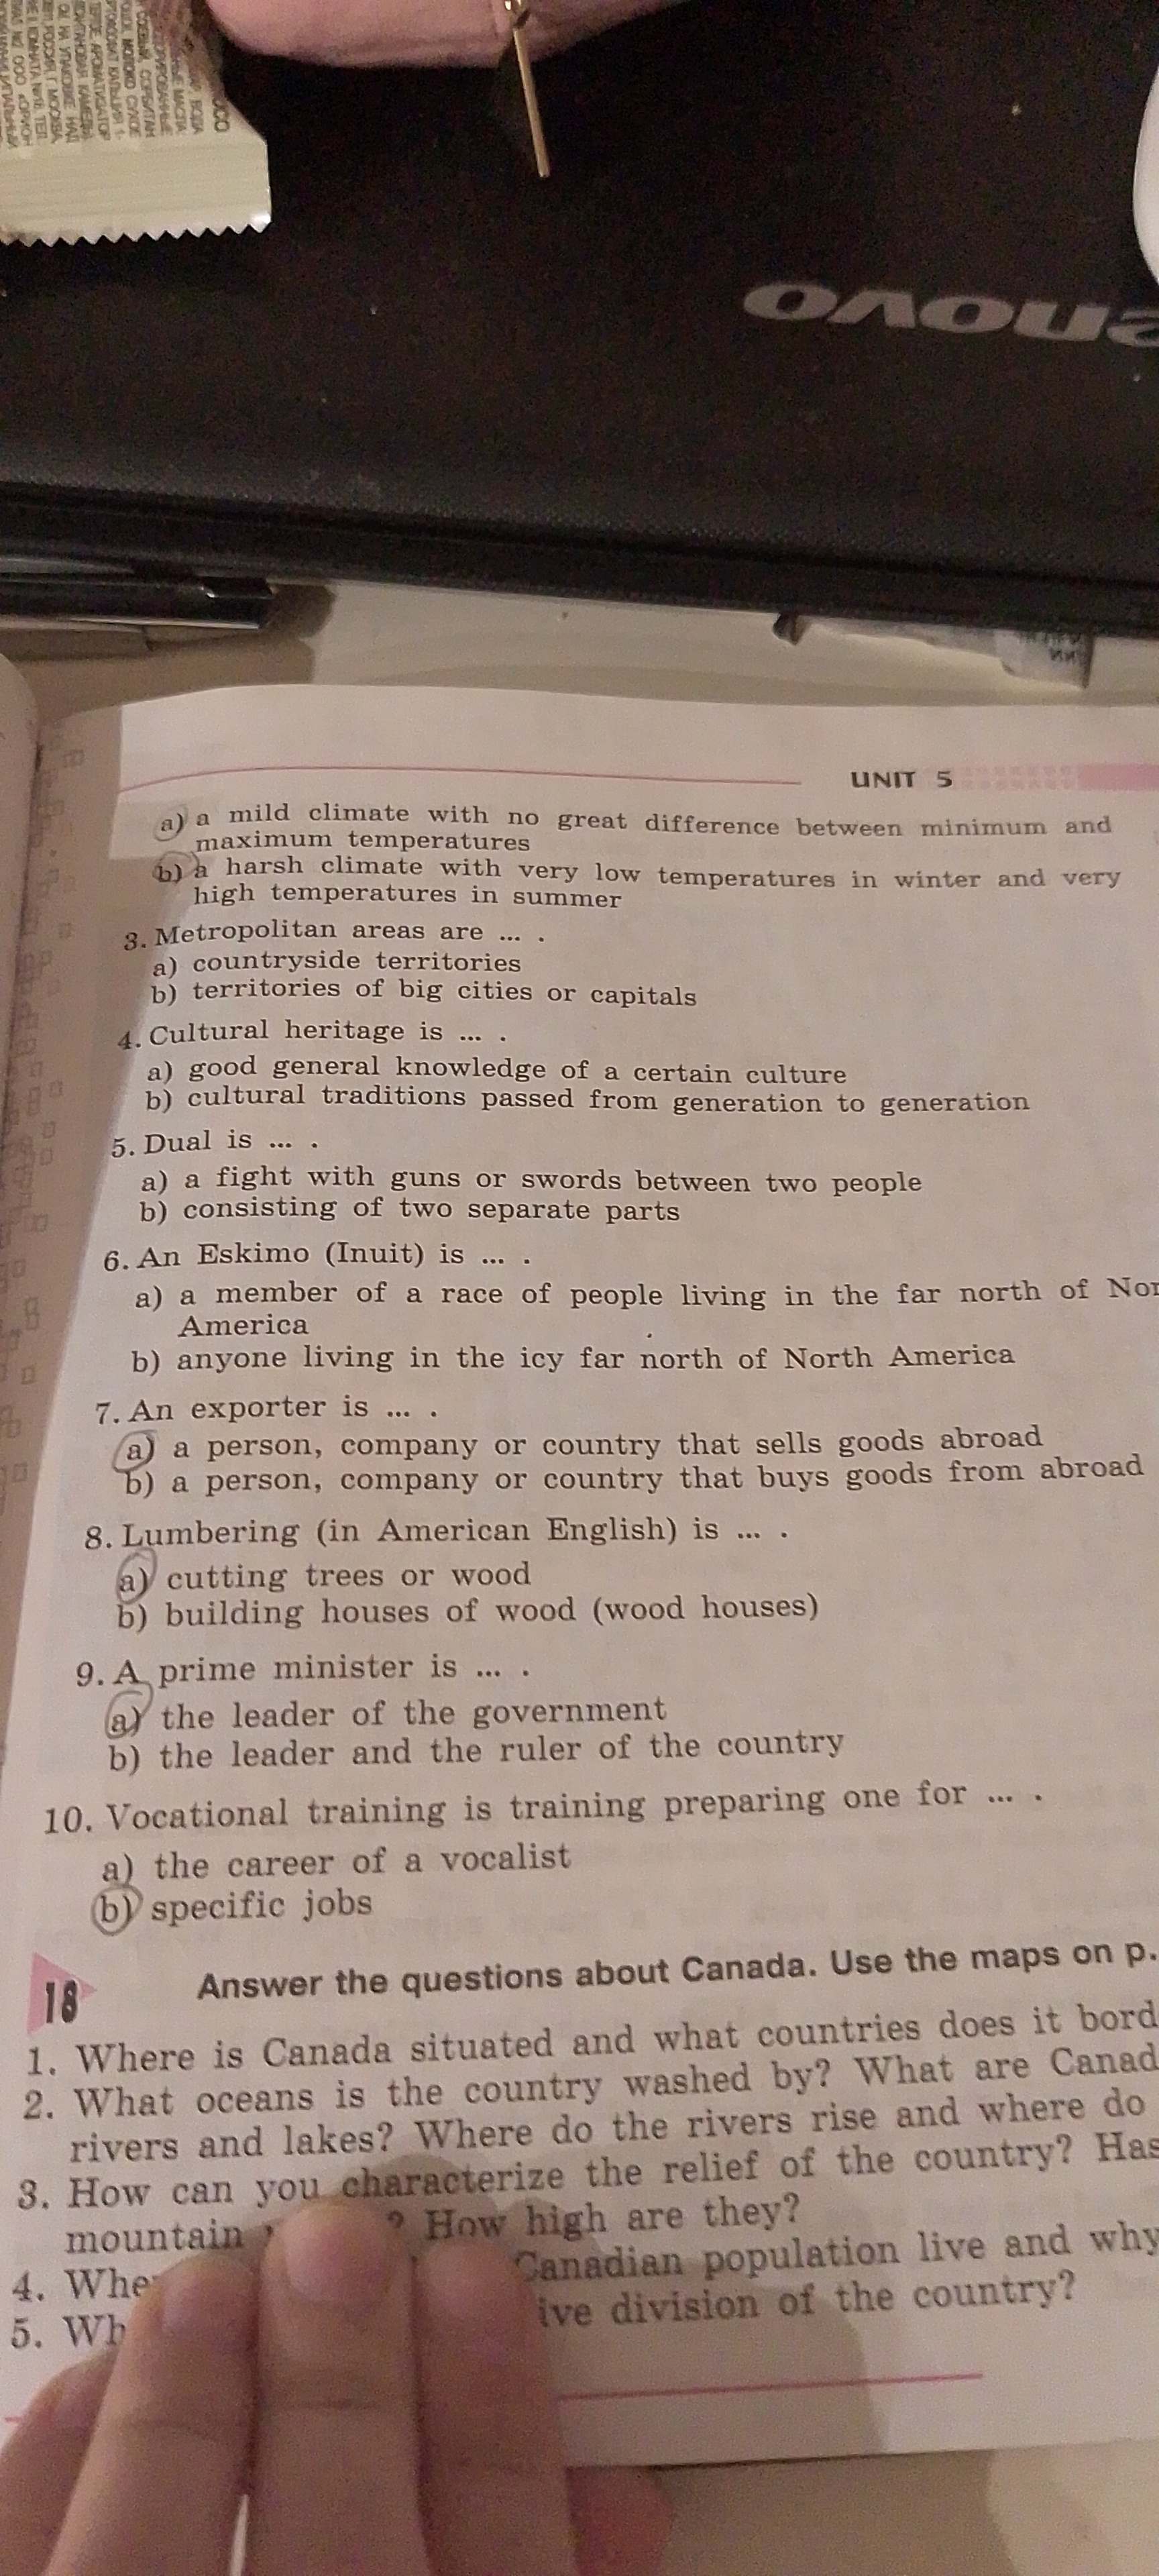 ОСО
ВОДА
МОЛОКО СУХОЕ
enovo
UNIT 5
a) a mild climate with no great difference between minimum and
maximum temperatures
b) a harsh climate with very low temperatures in winter and very
high temperatures in summer
3. Metropolitan areas are ... .
a) countryside territories
b) territories of big cities or capitals
4. Cultural heritage is ... .
a) good general knowledge of a certain culture
b) cultural traditions passed from generation to generation
5. Dual is ... .
a) a fight with guns or swords between two people
b) consisting of two separate parts
6. An Eskimo (Inuit) is ... .
a) a member of a race of people living in the far north of Nor
America
b) anyone living in the icy far north of North America
7. An exporter is ... .
a) a person, company or country that sells goods abroad
b) a person, company or country that buys goods from abroad
8. Lumbering (in American English) is ... .
a) cutting trees or wood
b) building houses of wood (wood houses)
9. A prime minister is ... .
a) the leader of the government
b) the leader and the ruler of the country
10. Vocational training is training preparing one for ... .
a) the career of a vocalist
b) specific jobs
18 Answer the questions about Canada. Use the maps on p.
1. Where is Canada situated and what countries does it bord
2. What oceans is the country washed by? What are Canad
rivers and lakes? Where do the rivers rise and where do
3. How can you characterize the relief of the country? Has
mountain ? How high are they?
4. Whe Canadian population live and why
5. Wh ive division of the country?